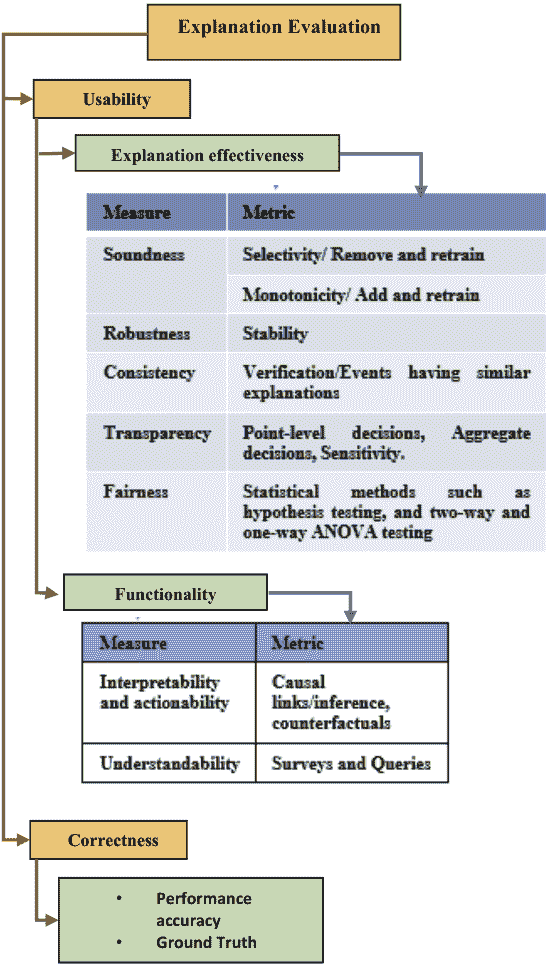 Explanation Evaluation
Usability
Explanation effectiveness
Measure Metric
Soundness Selectivity/ Remove and retrain
Monotonicity/ Add and retrain
Robustness Stability
Consistency Verification/Events having similar
explanations
Transparency Point-level decisions, Aggregate
decisions, Sensitivity.
Fairness Statistical methods such as
hypothesis testing, and two-way and
one-way ANOVA testing
Functionality
Measure Metric
Interpretability Causal
and actionability links/inference,
counterfactuals
Understandability Surveys and Queries
Correctness
• Performance
accuracy
• Ground Truth